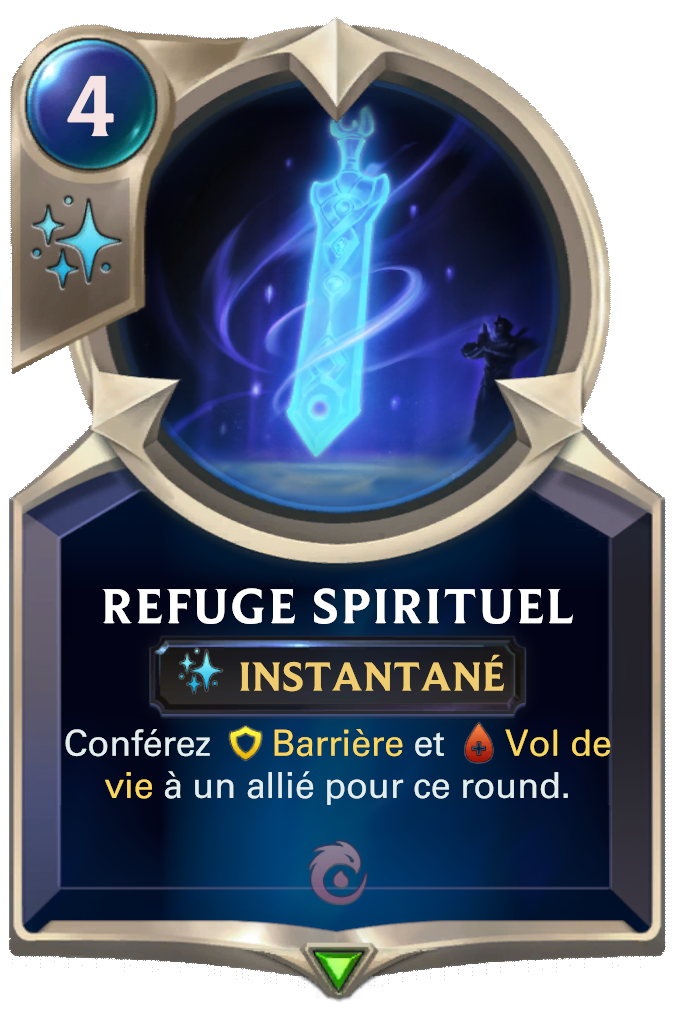 4
REFUGE SPIRITUEL
INSTANTANÉ
Conférez Barrière et Vol de
vie à un allié pour ce round.